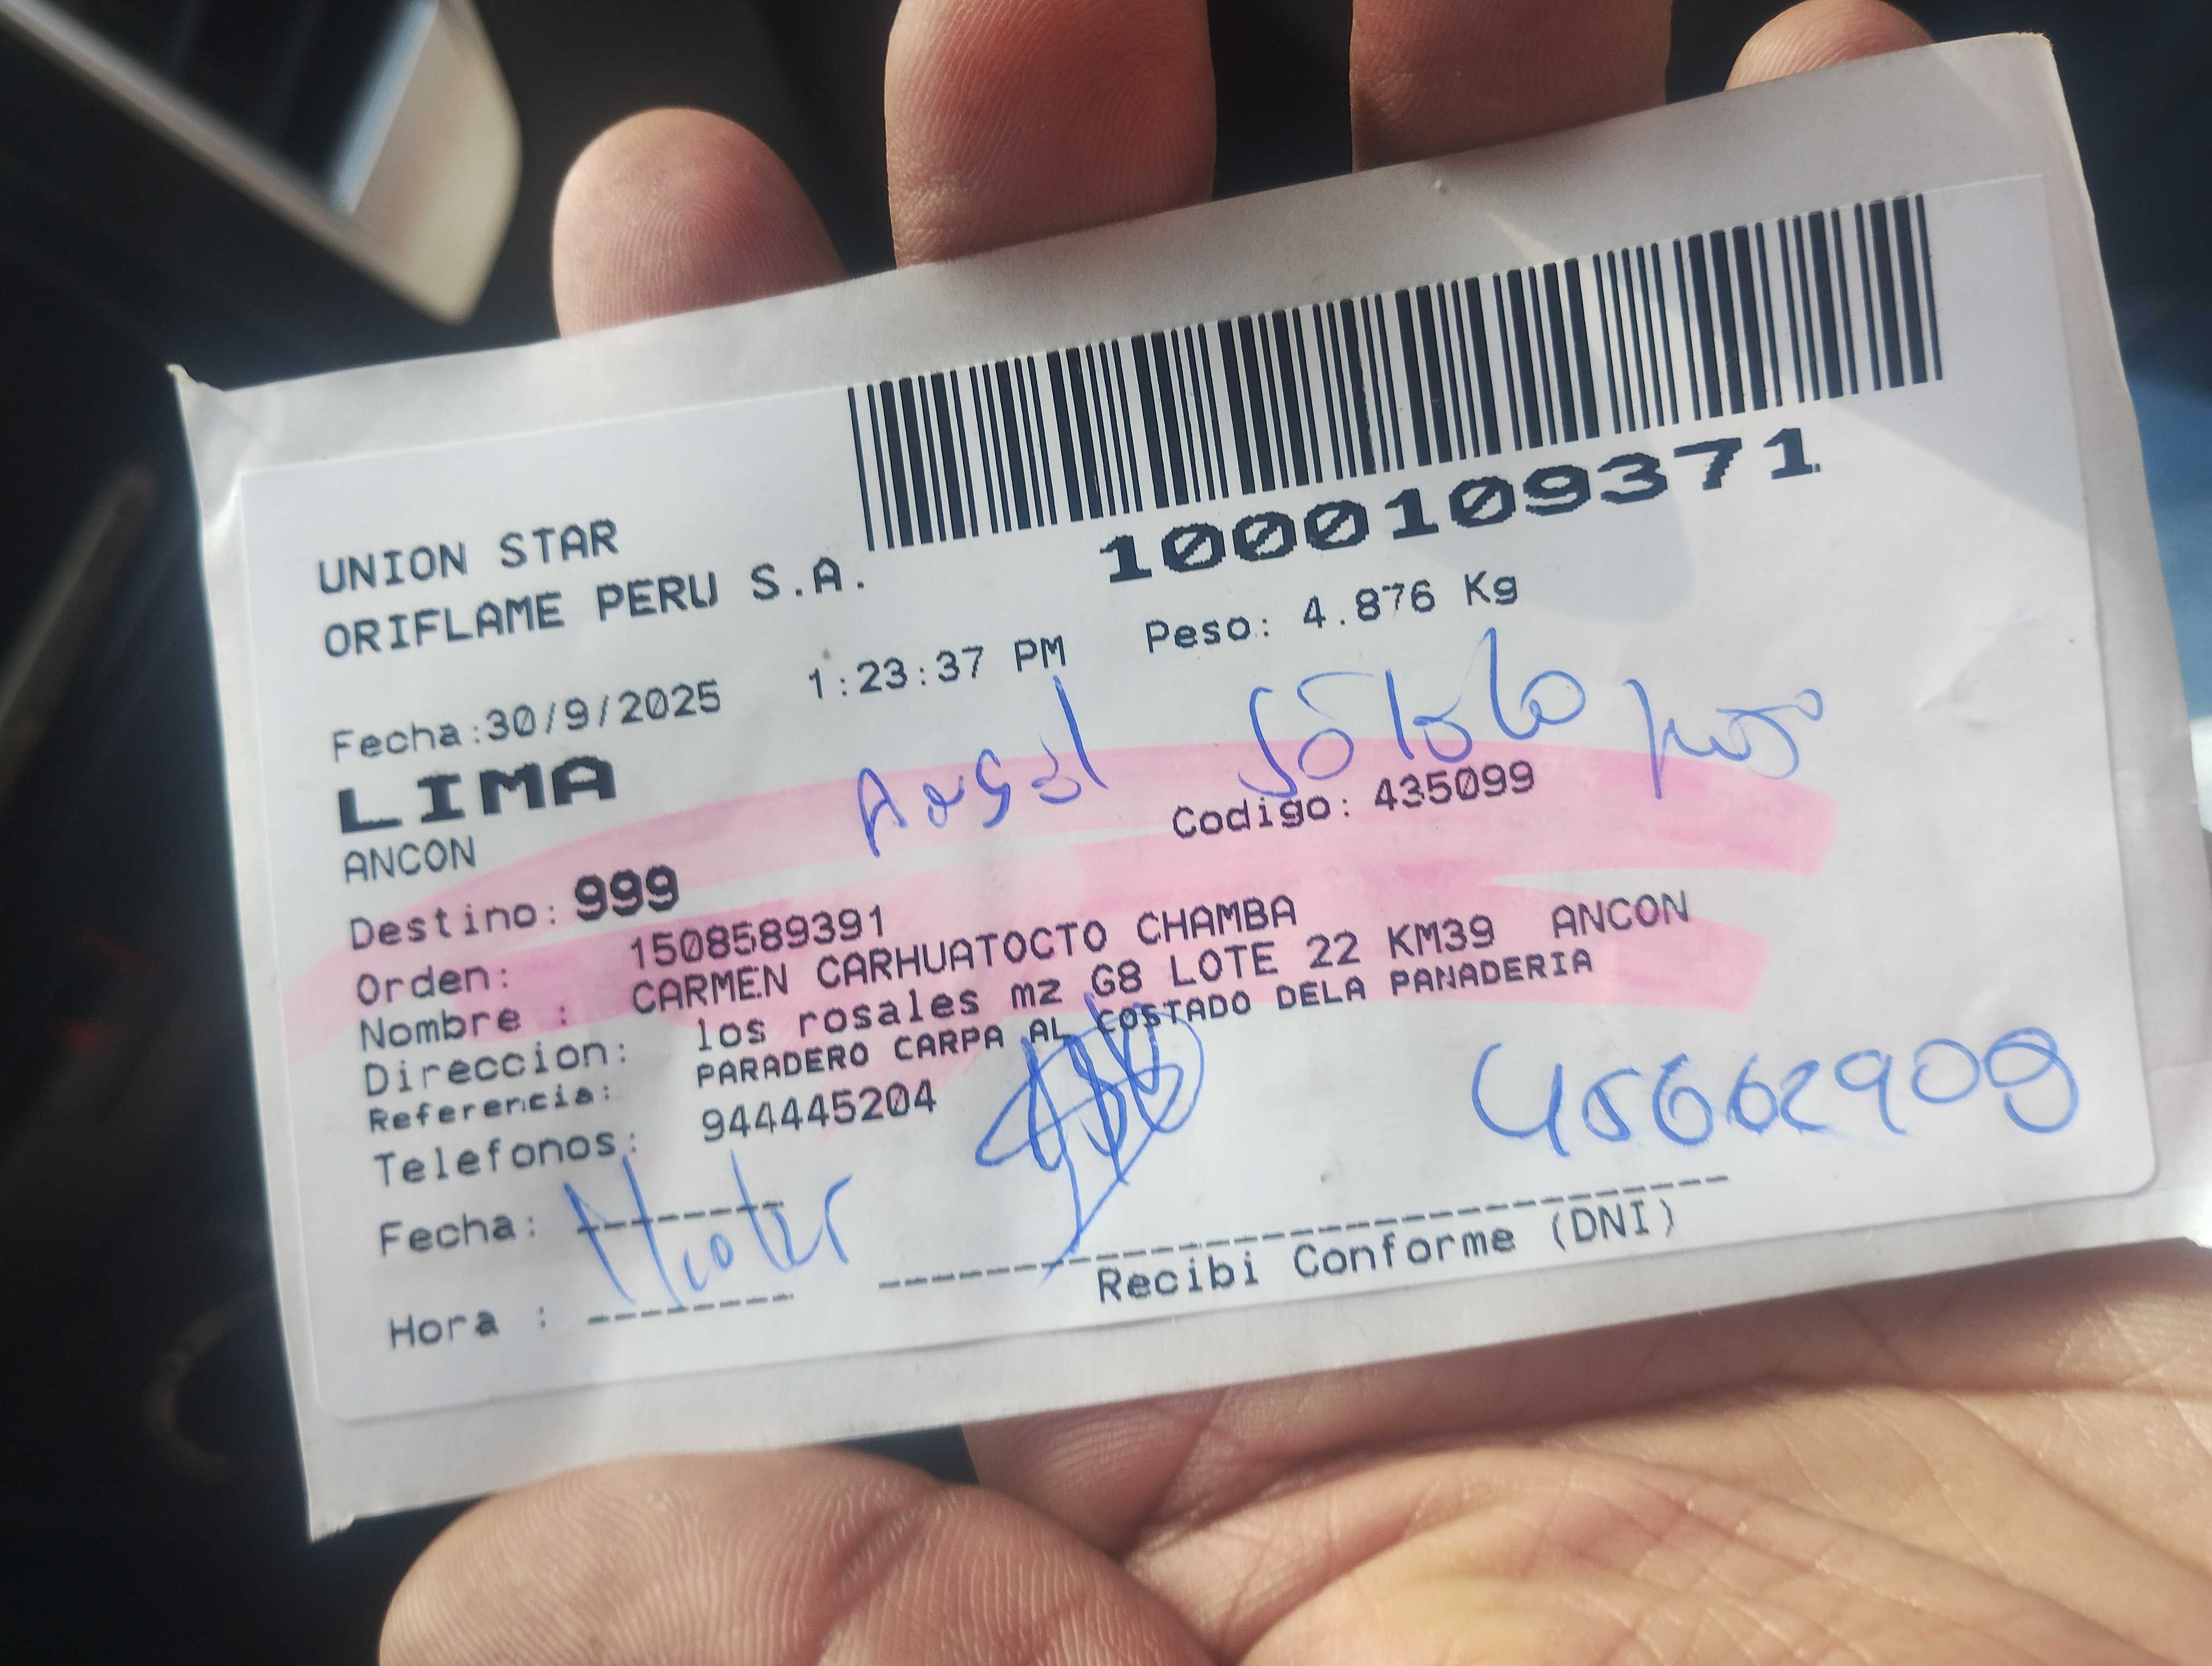 UNION STAR
ORIFLAME PERU S.A.
1000109371
Fecha:30/9/2025 1:23:37 PM Peso: 4.876 Kg
LIMA
ANCON
Codigo: 435099
Destino: 999
Orden: 1508589391
Nombre : CARMEN CARHUATOCTO CHAMBA
Direccion: los rosales mz G8 LOTE 22 KM39 ANCON
Referencia: PARADERO CARPA AL COSTADO DELA PANADERIA
Telefonos: 944445204
45662909
Fecha:
Hora :
Recibi Conforme (DNI)